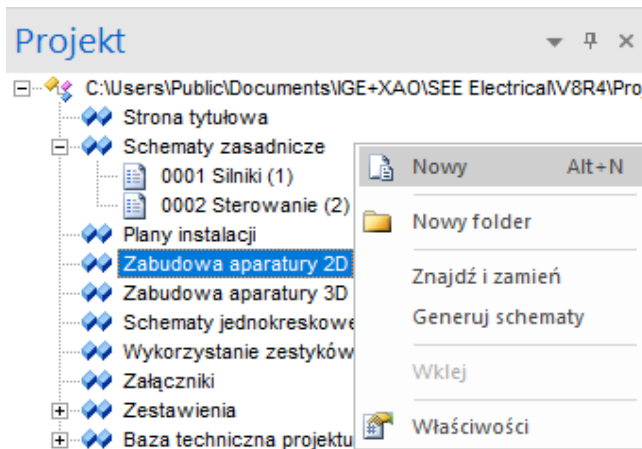 Projekt
C:\Users\Public\Documents\IGE+XAO\SEE Electrical\V8R4\Pro
Strona tytułowa
Schematy zasadnicze
0001 Silniki (1)
0002 Sterowanie (2)
Plany instalacji
Zabudowa aparatury 2D
Zabudowa aparatury 3D
Schematy jednokreskowe
Wykorzystanie zestyków
Załączniki
Zestawienia
Baza techniczna projektu
Nowy Alt+N
Nowy folder
Znajdź i zamień
Generuj schematy
Wklej
Właściwości